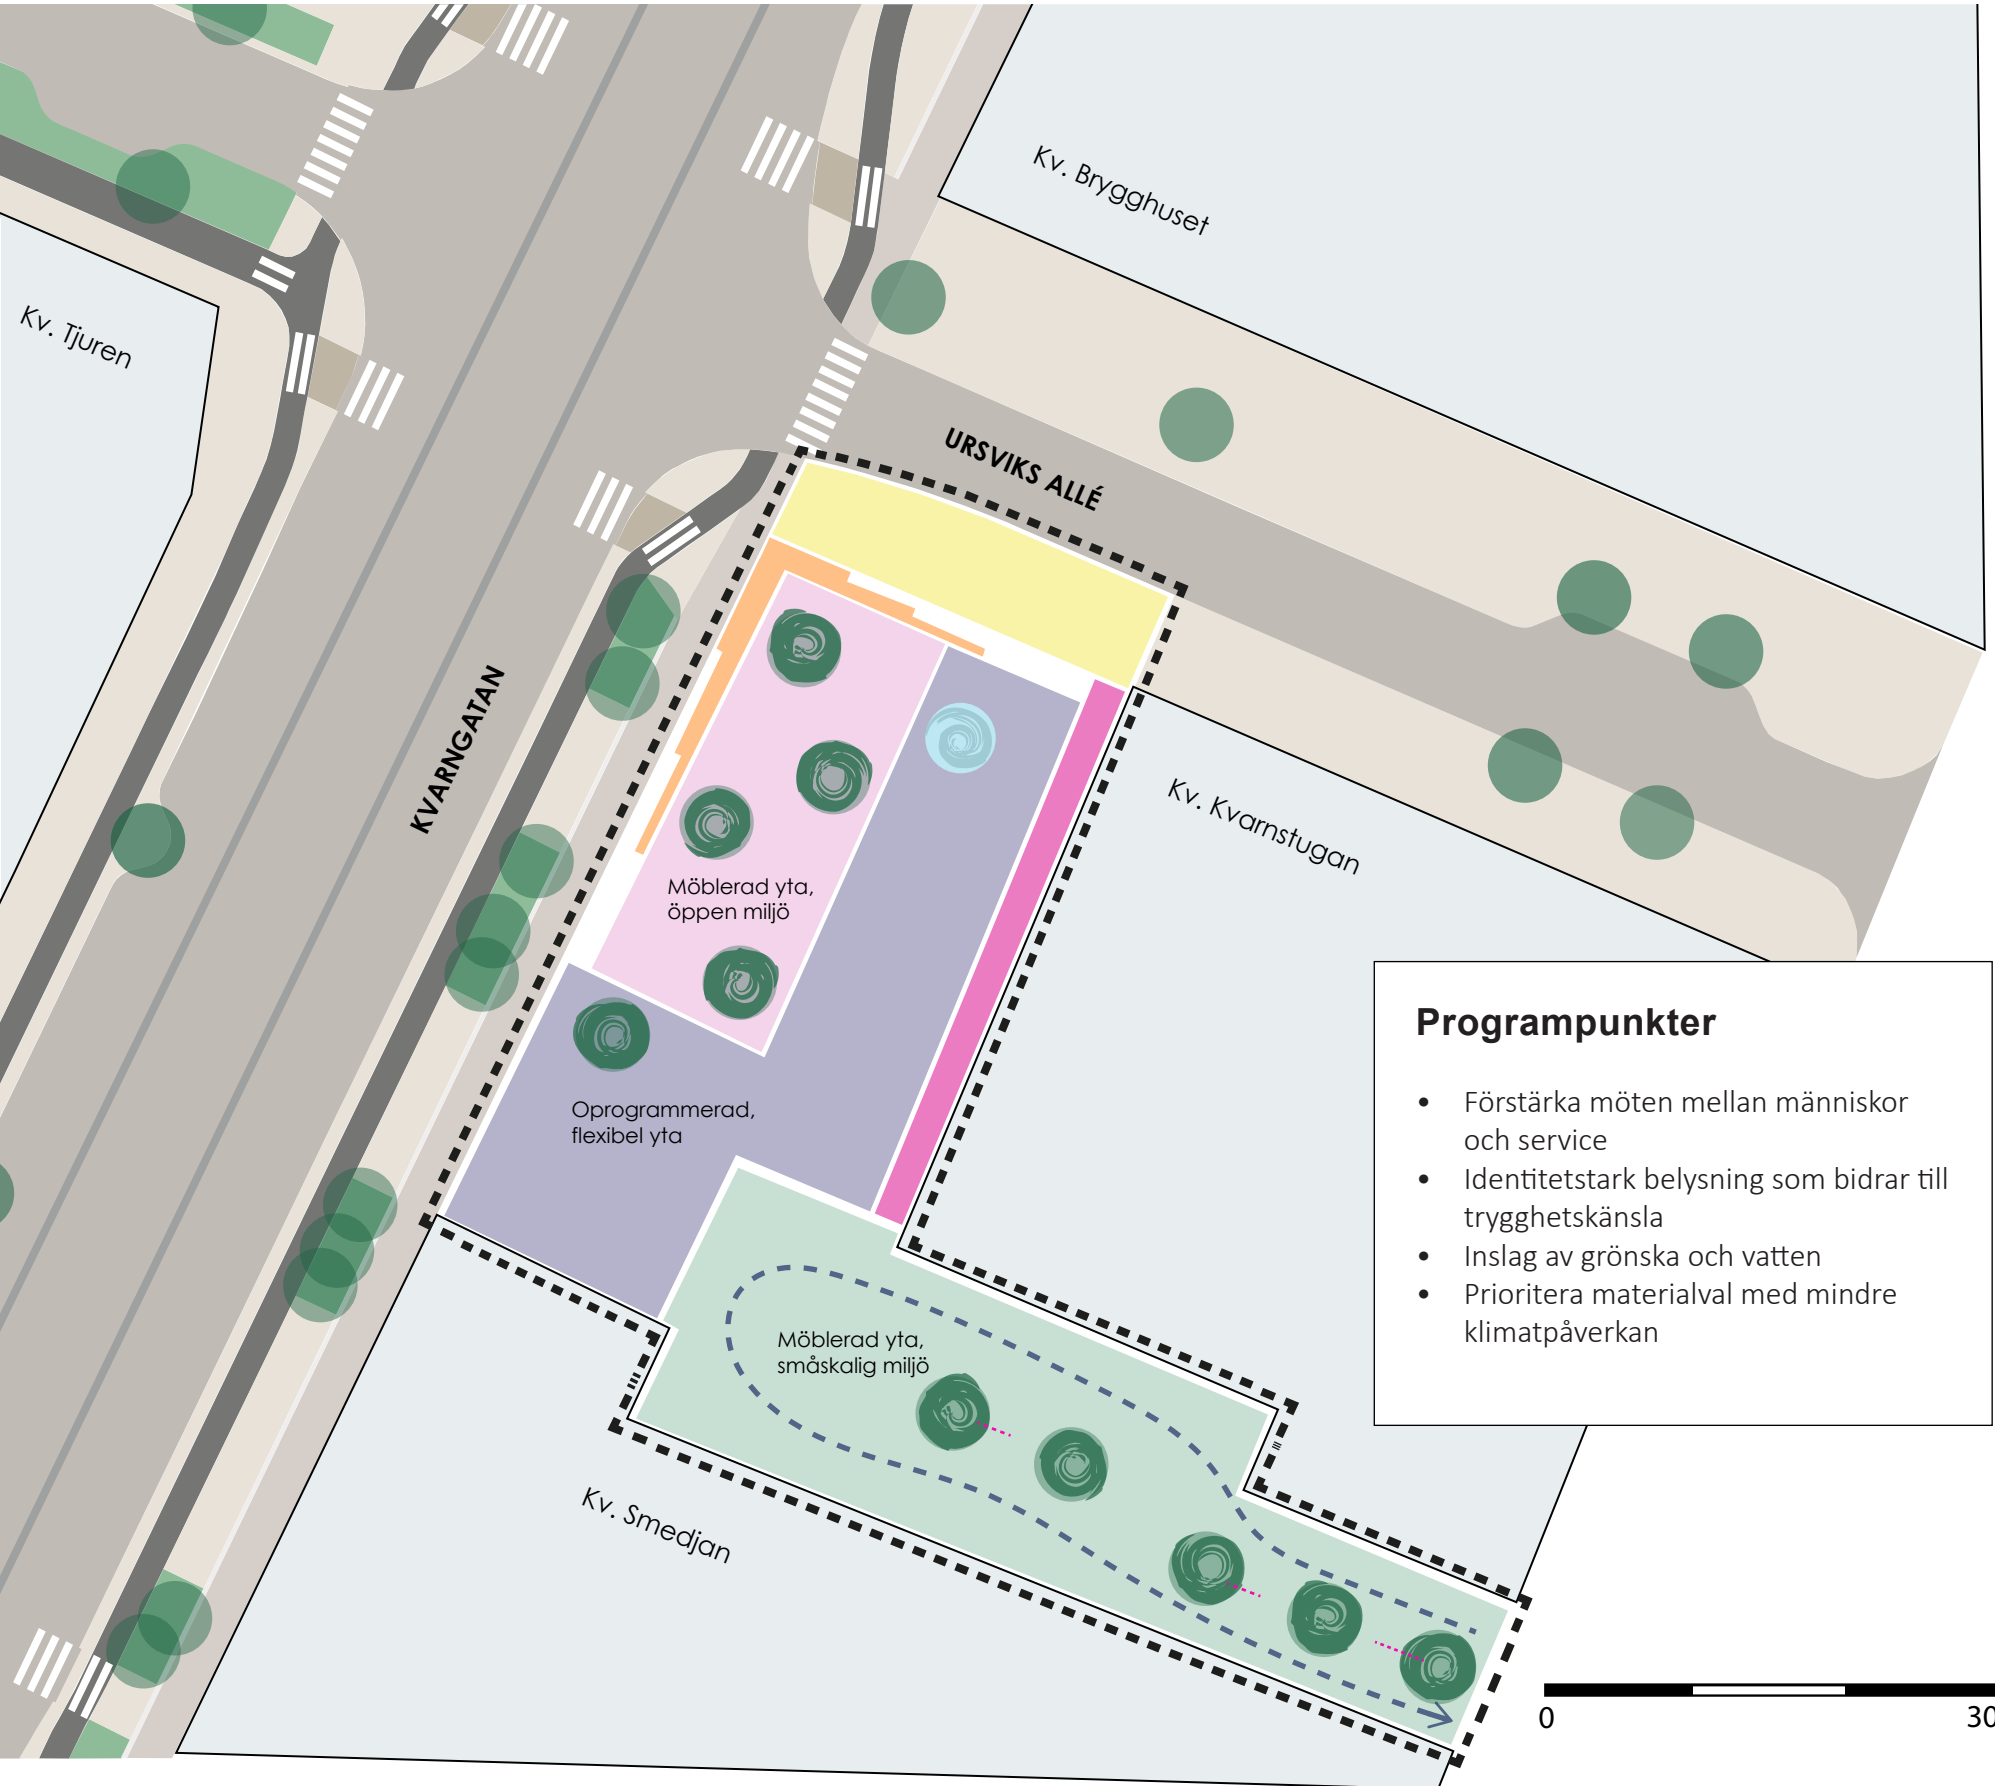 Kv. Brygghuset
Kv. Tjuren
URSVIKS ALLÉ
KVARNGATAN
Kv. Kvarnstugan
Möblerad yta,
öppen miljö
Oprogrammerad,
flexibel yta
Programpunkter
• Förstärka möten mellan människor
och service
• Identitetstark belysning som bidrar till
trygghetskänsla
• Inslag av grönska och vatten
• Prioritera materialval med mindre
klimatpåverkan
Möblerad yta,
småskalig miljö
Kv. Smedjan
0 30